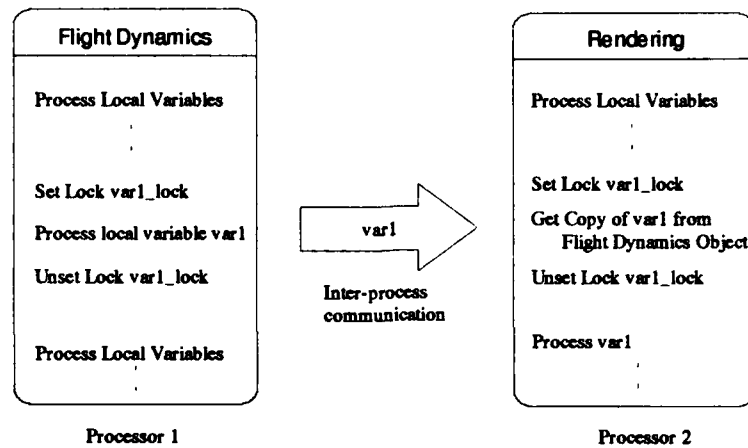 Flight Dynamics
Process Local Variables
Set Lock var1_lock
Process local variable var1
Unset Lock var1_lock
Process Local Variables
Processor 1
var1
Inter-process
communication
Rendering
Process Local Variables
Set Lock var1_lock
Get Copy of var1 from
Flight Dynamics Object
Unset Lock var1_lock
Process var1
Processor 2